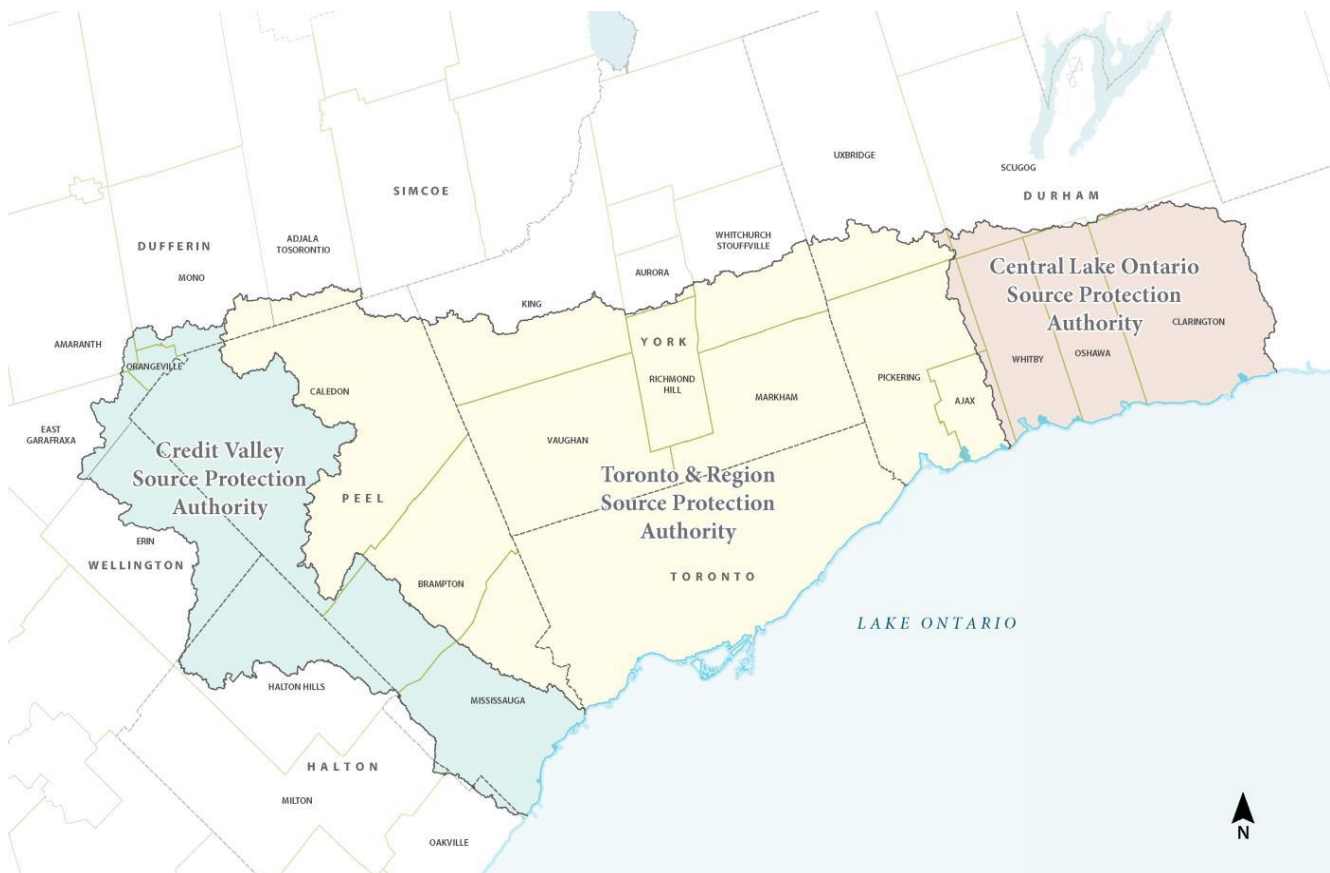 UXBRIDGE
SCUGOG
DURHAM
SIMCOE
DUFFERIN
MONO
ADJALA
TOSORONTIO
WHITCHURCH
STOUFFVILLE
AURORA
KING
Central Lake Ontario
Source Protection
Authority
CLARINGTON
AMARANTH
ORANGEVILLE
YORK
WHITBY
OSHAWA
CALEDON
RICHMOND
HILL
MARKHAM
PICKERING
AJAX
EAST
GARAFRAXA
VAUGHAN
Credit Valley
Source Protection
Authority
PEEL
Toronto & Region
Source Protection
Authority
ERIN
WELLINGTON
BRAMPTON
TORONTO
LAKE ONTARIO
HALTON HILLS
MISSISSAUGA
HALTON
MILTON
OAKVILLE
N